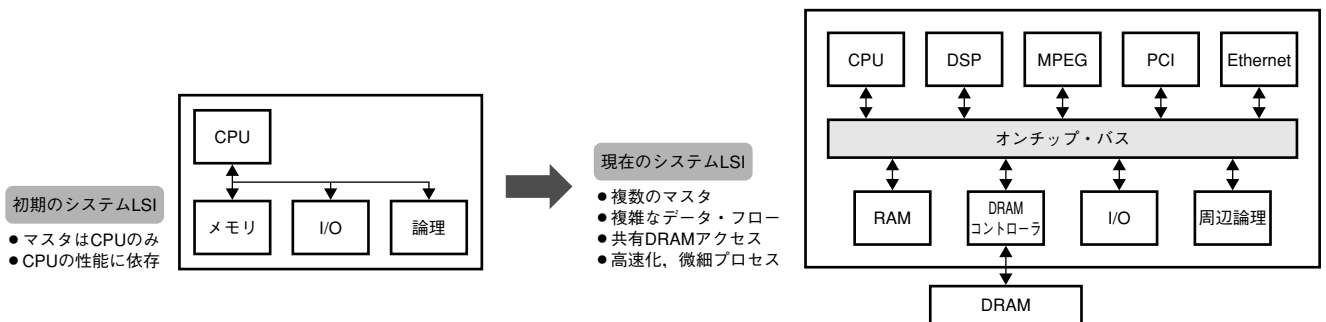 初期のシステムLSI
●マスタはCPUのみ
●CPUの性能に依存
CPU
メモリ
I/O
論理
現在のシステムLSI
●複数のマスタ
●複雑なデータ・フロー
●共有DRAMアクセス
●高速化，微細プロセス
CPU
DSP
MPEG
PCI
Ethernet
オンチップ・バス
RAM
DRAM
コントローラ
I/O
周辺論理
DRAM